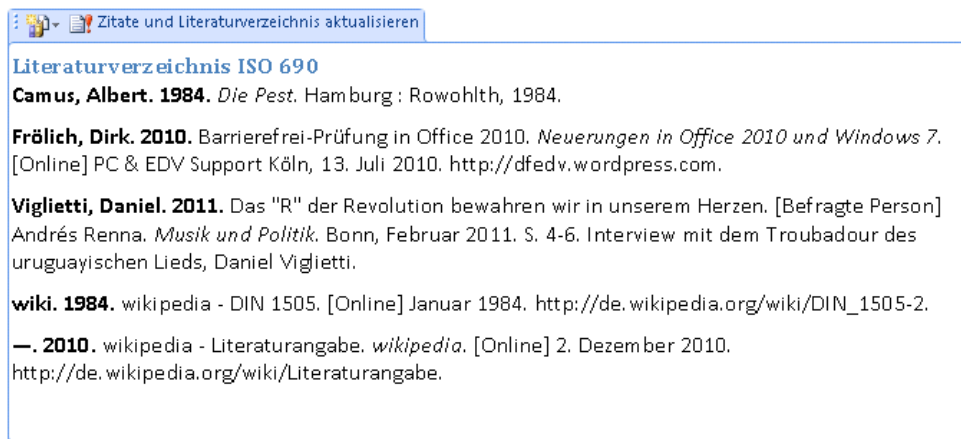 Zitate und Literaturverzeichnis aktualisieren
Literaturverzeichnis ISO 690
Camus, Albert. 1984. Die Pest. Hamburg : Rowohlth, 1984.
Frölich, Dirk. 2010. Barrierefrei-Prüfung in Office 2010. Neuerungen in Office 2010 und Windows 7.
[Online] PC & EDV Support Köln, 13. Juli 2010. http://dfedv.wordpress.com.
Viglietti, Daniel. 2011. Das "R" der Revolution bewahren wir in unserem Herzen. [Befragte Person]
Andrés Renna. Musik und Politik. Bonn, Februar 2011. S. 4-6. Interview mit dem Troubadour des
uruguayischen Lieds, Daniel Viglietti.
wiki. 1984. wikipedia - DIN 1505. [Online] Januar 1984. http://de.wikipedia.org/wiki/DIN_1505-2.
—. 2010. wikipedia - Literaturangabe. wikipedia. [Online] 2. Dezember 2010.
http://de.wikipedia.org/wiki/Literaturangabe.